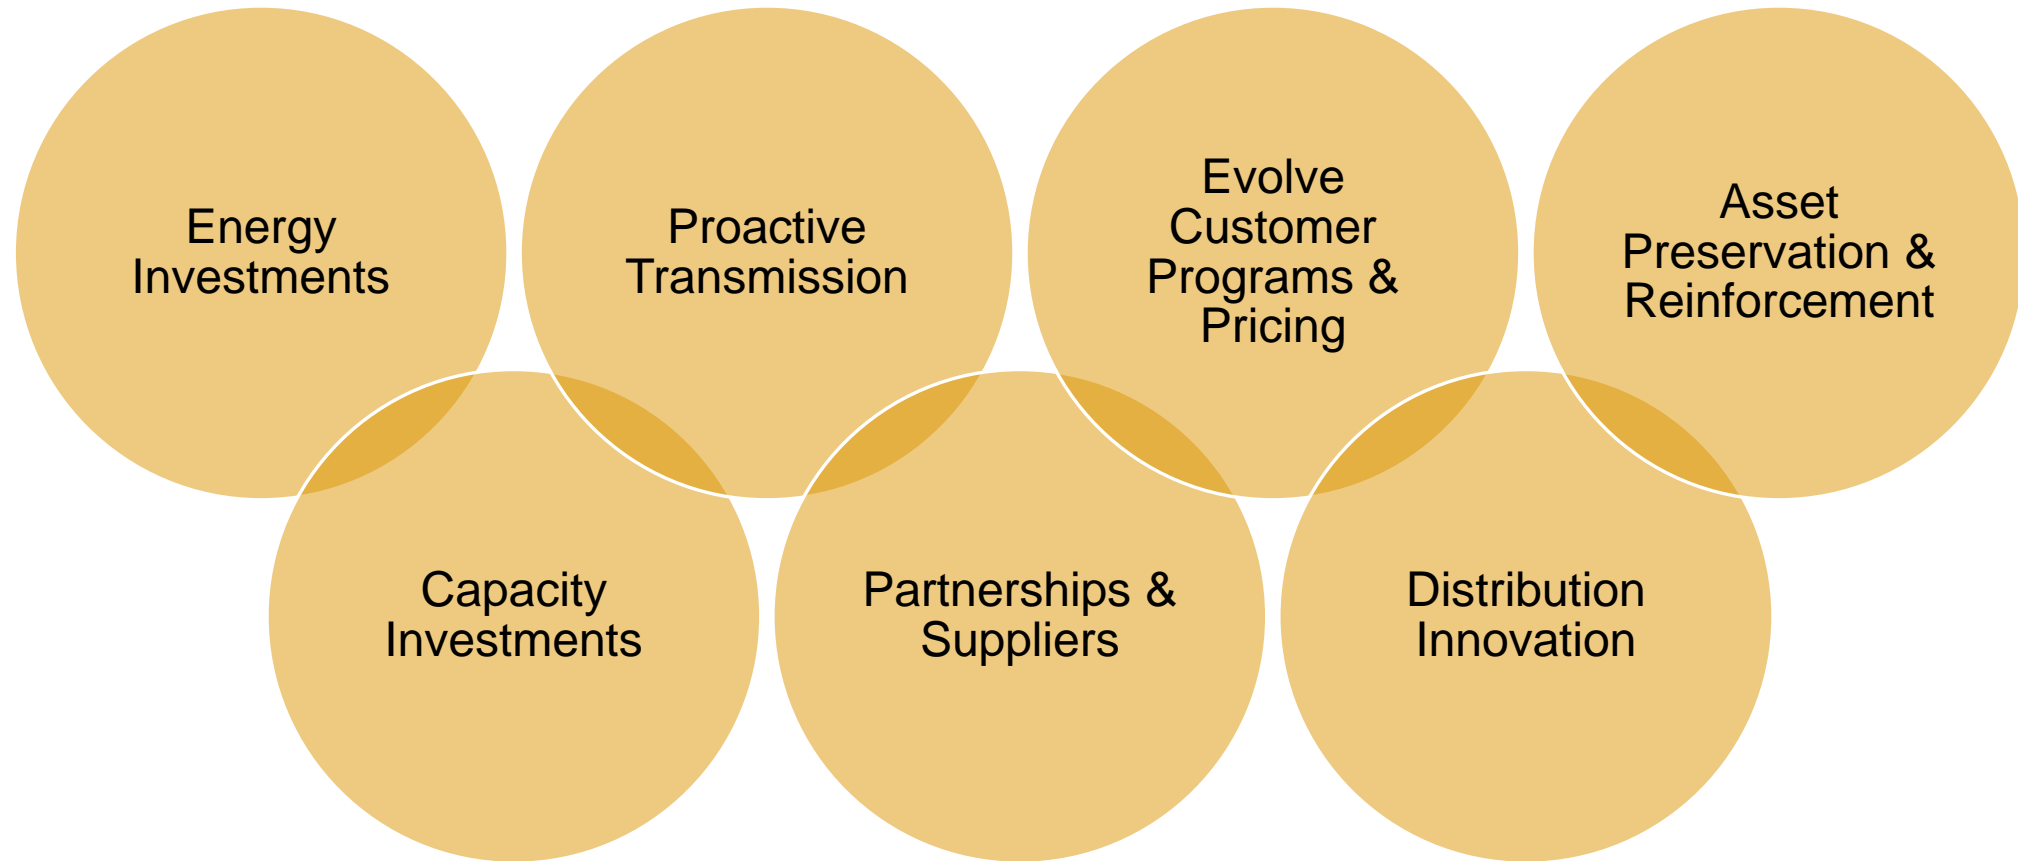 Energy
Investments
Proactive
Transmission
Evolve
Customer
Programs &
Pricing
Asset
Preservation &
Reinforcement
Capacity
Investments
Partnerships &
Suppliers
Distribution
Innovation